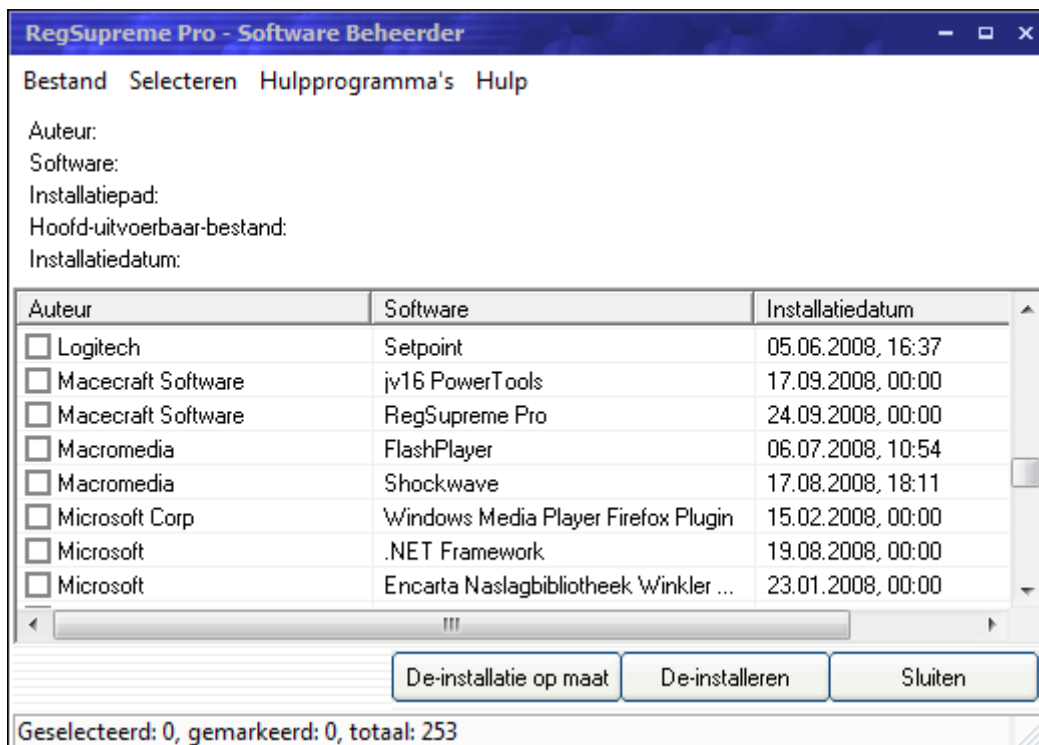 RegSupreme Pro - Software Beheerder
Bestand Selecteren Hulpprogramma's Hulp
Auteur:
Software:
Installatiepad:
Hoofd-uitvoerbaar-bestand:
Installatiedatum:
Auteur Software Installatiedatum
Logitech Setpoint 05.06.2008, 16:37
Macecraft Software jv16 PowerTools 17.09.2008, 00:00
Macecraft Software RegSupreme Pro 24.09.2008, 00:00
Macromedia FlashPlayer 06.07.2008, 10:54
Macromedia Shockwave 17.08.2008, 18:11
Microsoft Corp Windows Media Player Firefox Plugin 15.02.2008, 00:00
Microsoft .NET Framework 19.08.2008, 00:00
Microsoft Encarta Naslagbibliotheek Winkler ... 23.01.2008, 00:00
De-installatie op maat De-installeren Sluiten
Geselecteerd: 0, gemarkeerd: 0, totaal: 253